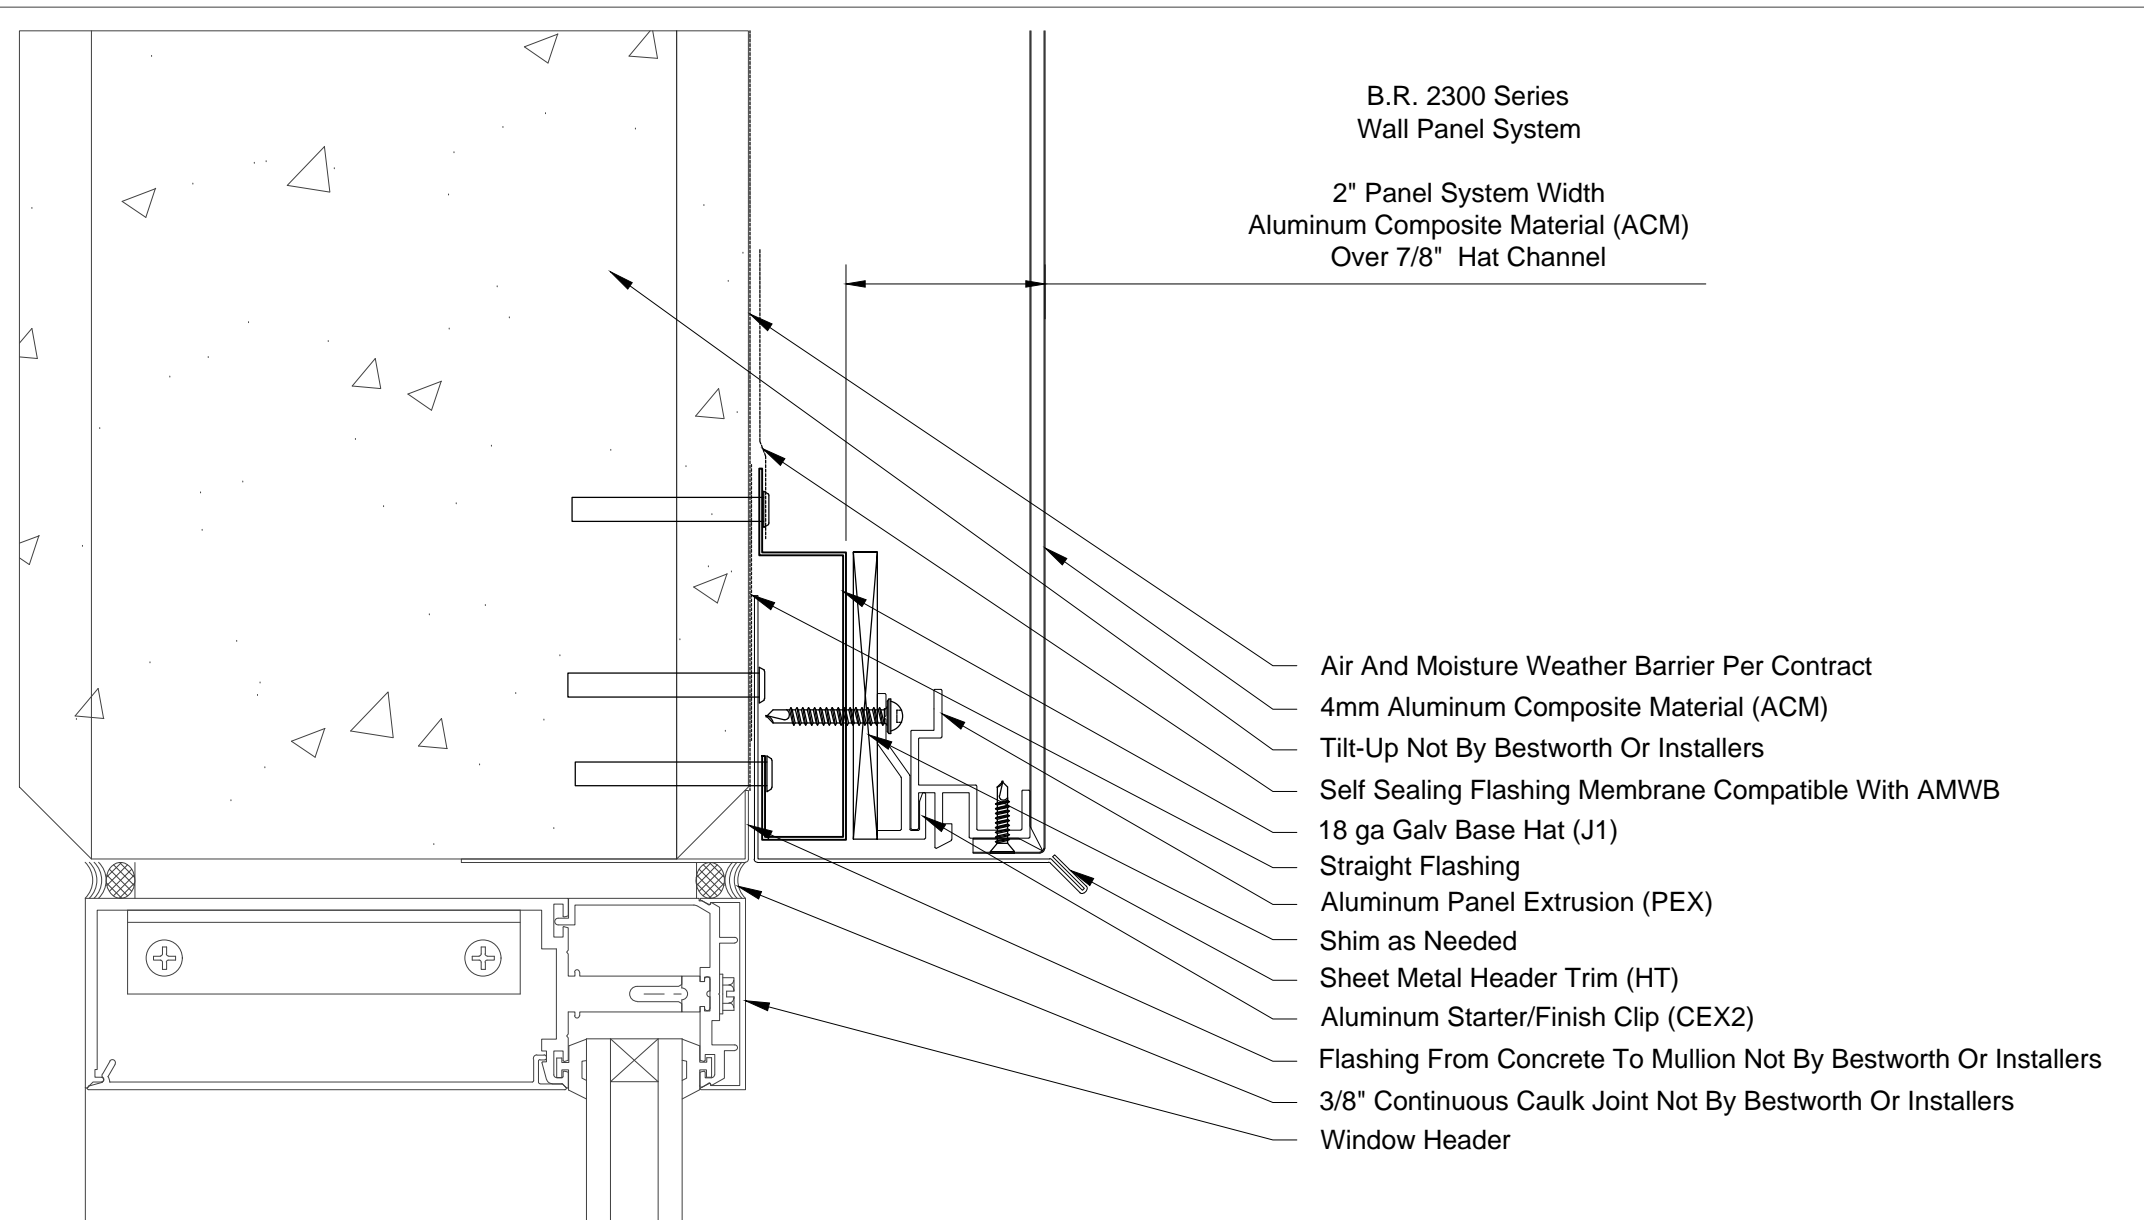 B.R. 2300 Series
Wall Panel System
2" Panel System Width
Aluminum Composite Material (ACM)
Over 7/8" Hat Channel
Air And Moisture Weather Barrier Per Contract
4mm Aluminum Composite Material (ACM)
Tilt-Up Not By Bestworth Or Installers
Self Sealing Flashing Membrane Compatible With AMWB
18 ga Galv Base Hat (J1)
Straight Flashing
Aluminum Panel Extrusion (PEX)
Shim as Needed
Sheet Metal Header Trim (HT)
Aluminum Starter/Finish Clip (CEX2)
Flashing From Concrete To Mullion Not By Bestworth Or Installers
3/8" Continuous Caulk Joint Not By Bestworth Or Installers
Window Header